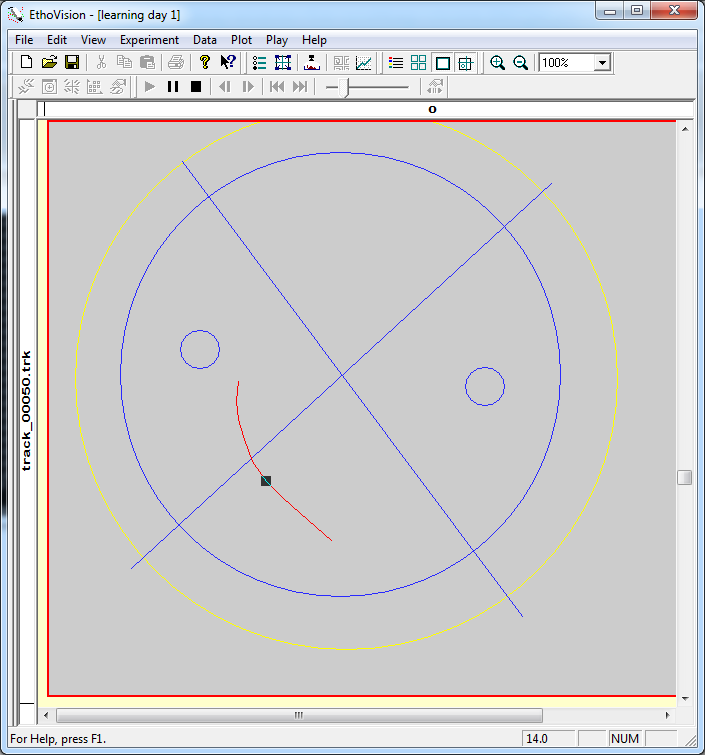 EthoVision - [learning day 1]
File Edit View Experiment Data Plot Play Help
100%
0
track_00050.trk
For Help, press F1.
14.0
NUM